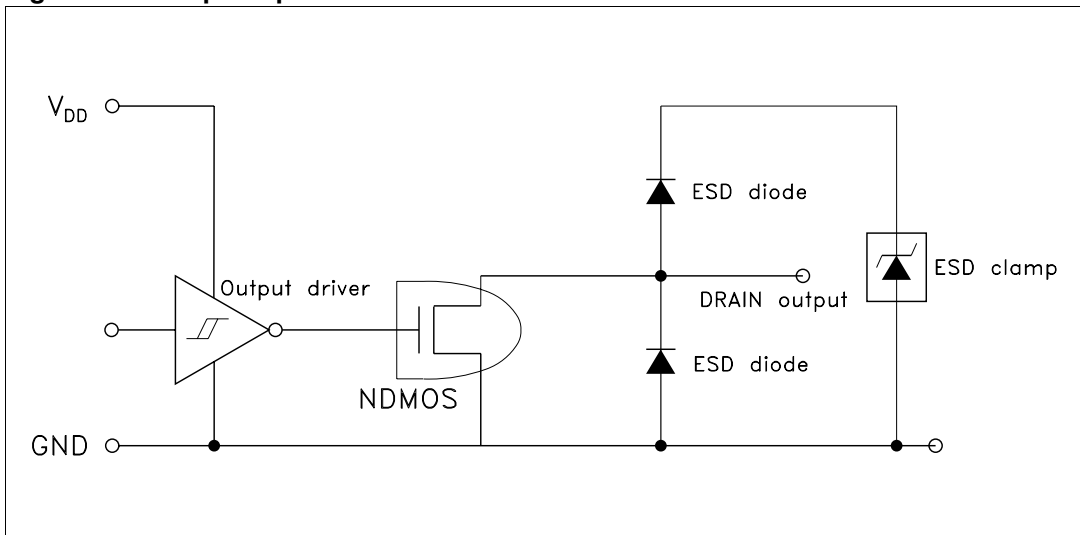 V_DD
ESD diode
Output driver
ESD clamp
DRAIN output
ESD diode
NDMOS
GND